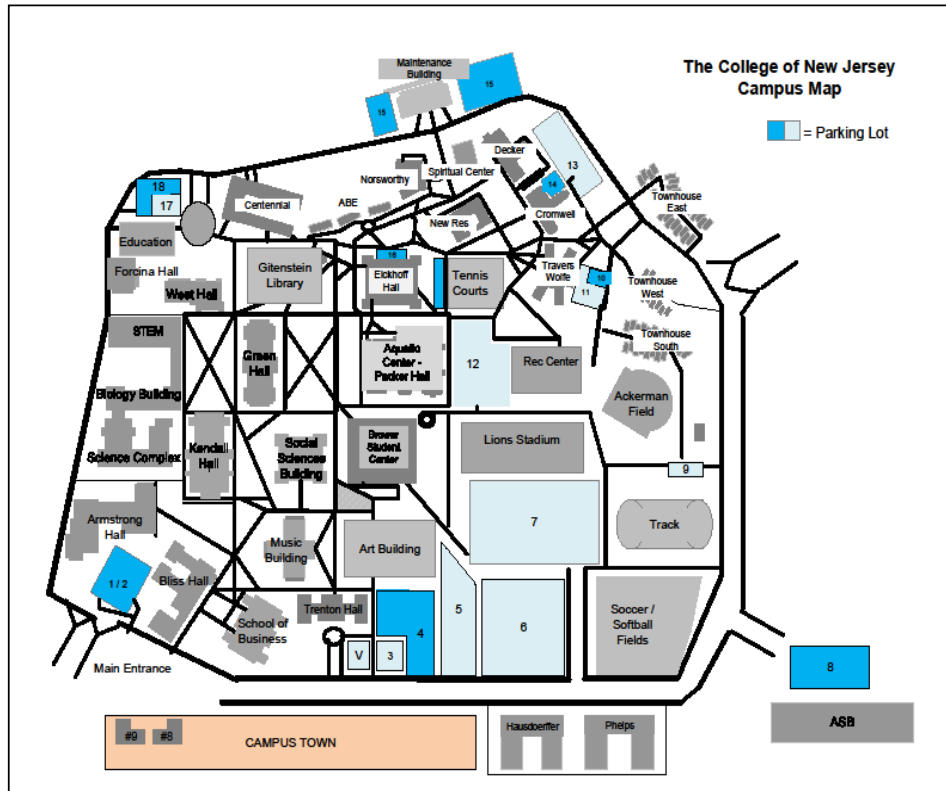 The College of New Jersey
Campus Map
= Parking Lot
Maintenance
Building
15
15
Decker
13
Spiritual Center
Norsworthy
14
18
17
Centennial
ABE
Cromwell
Townhouse
East
New Res
Education
Forcina Hall
West Hall
Gitenstein
Library
16
Eickhoff
Hall
Tennis
Courts
Travers
Wolfe
10
11
Townhouse
West
STEM
Green
Hall
Aquatic
Center -
Packer Hall
12
Rec Center
Townhouse
South
Biology Building
Ackerman
Field
Science Complex
Kendall
Hall
Social
Sciences
Building
Brower
Student
Center
Lions Stadium
9
Armstrong
Hall
Music
Building
Art Building
7
Track
1 / 2
Bliss Hall
School of
Business
Trenton Hall
4
5
6
Soccer /
Softball
Fields
V
3
Main Entrance
8
ASB
#9
#8
CAMPUS TOWN
Hausdoerffer
Phelps